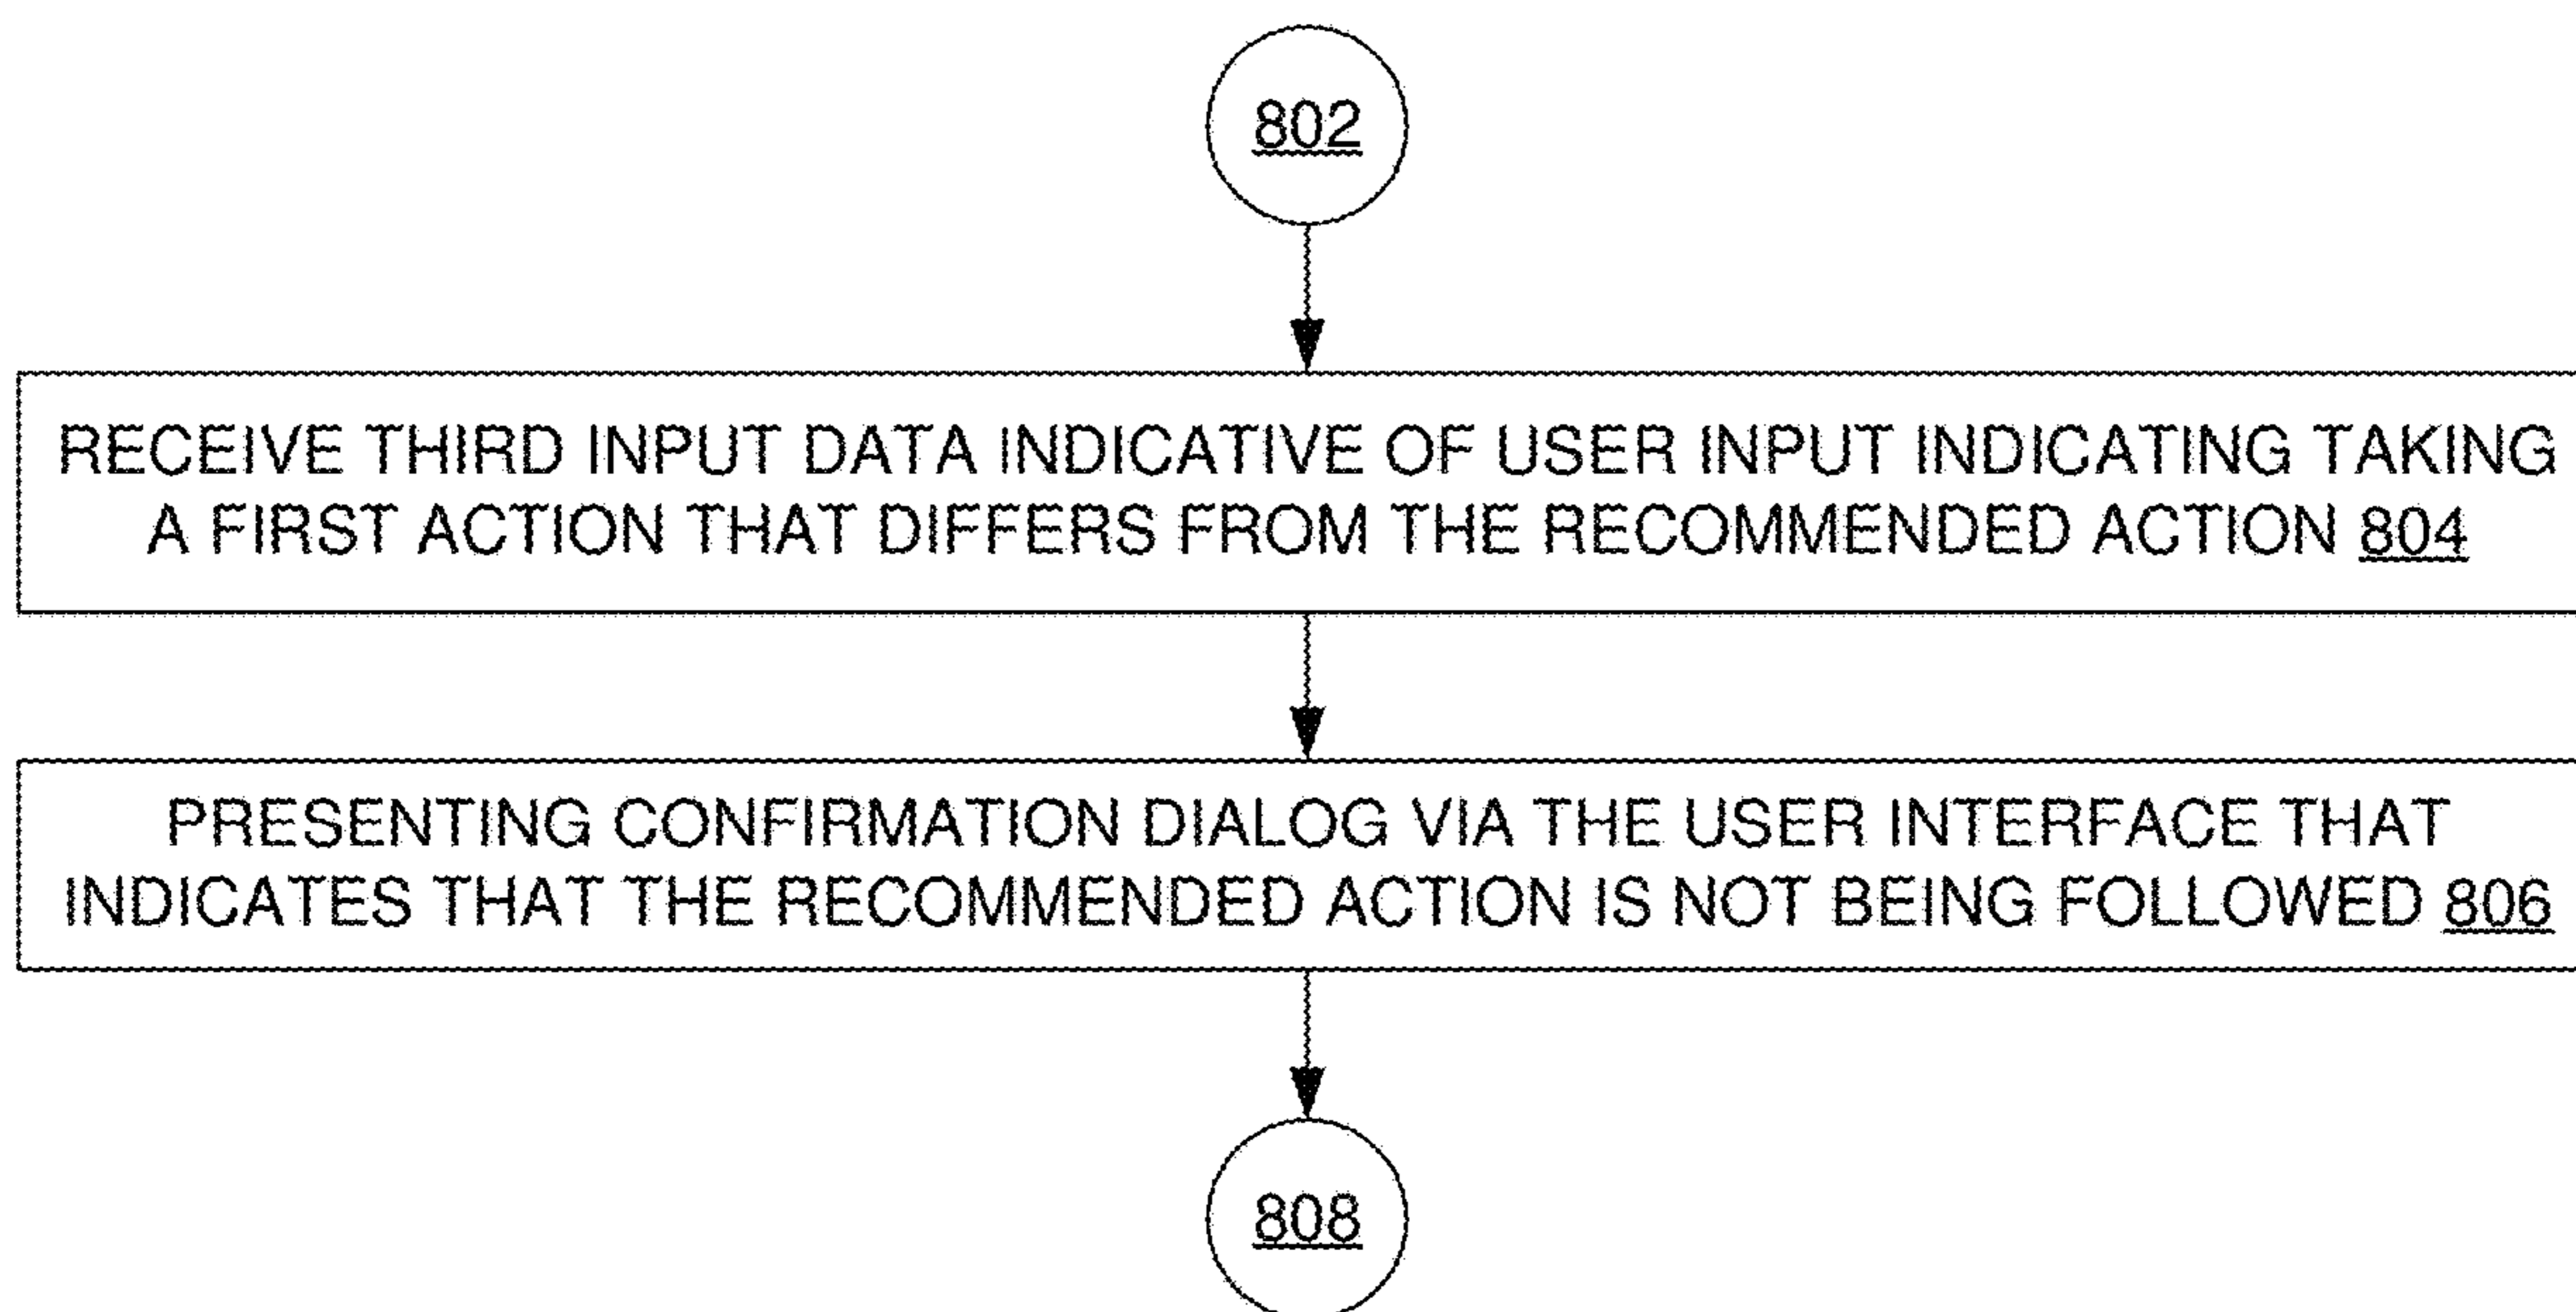 802
RECEIVE THIRD INPUT DATA INDICATIVE OF USER INPUT INDICATING TAKING
A FIRST ACTION THAT DIFFERS FROM THE RECOMMENDED ACTION 804
PRESENTING CONFIRMATION DIALOG VIA THE USER INTERFACE THAT
INDICATES THAT THE RECOMMENDED ACTION IS NOT BEING FOLLOWED 806
808